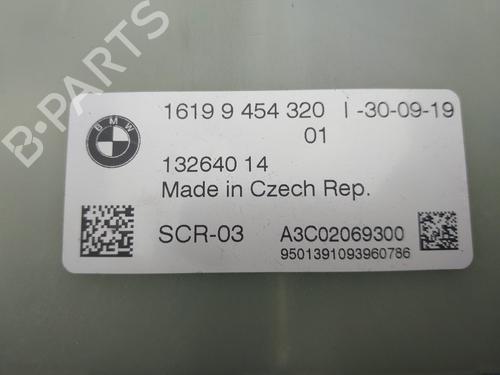 BMW
1619 9 454 320 I -30-09-19
01
132640 14
Made in Czech Rep.
SCR-03 A3C02069300
9501391093960786
B-PARTS